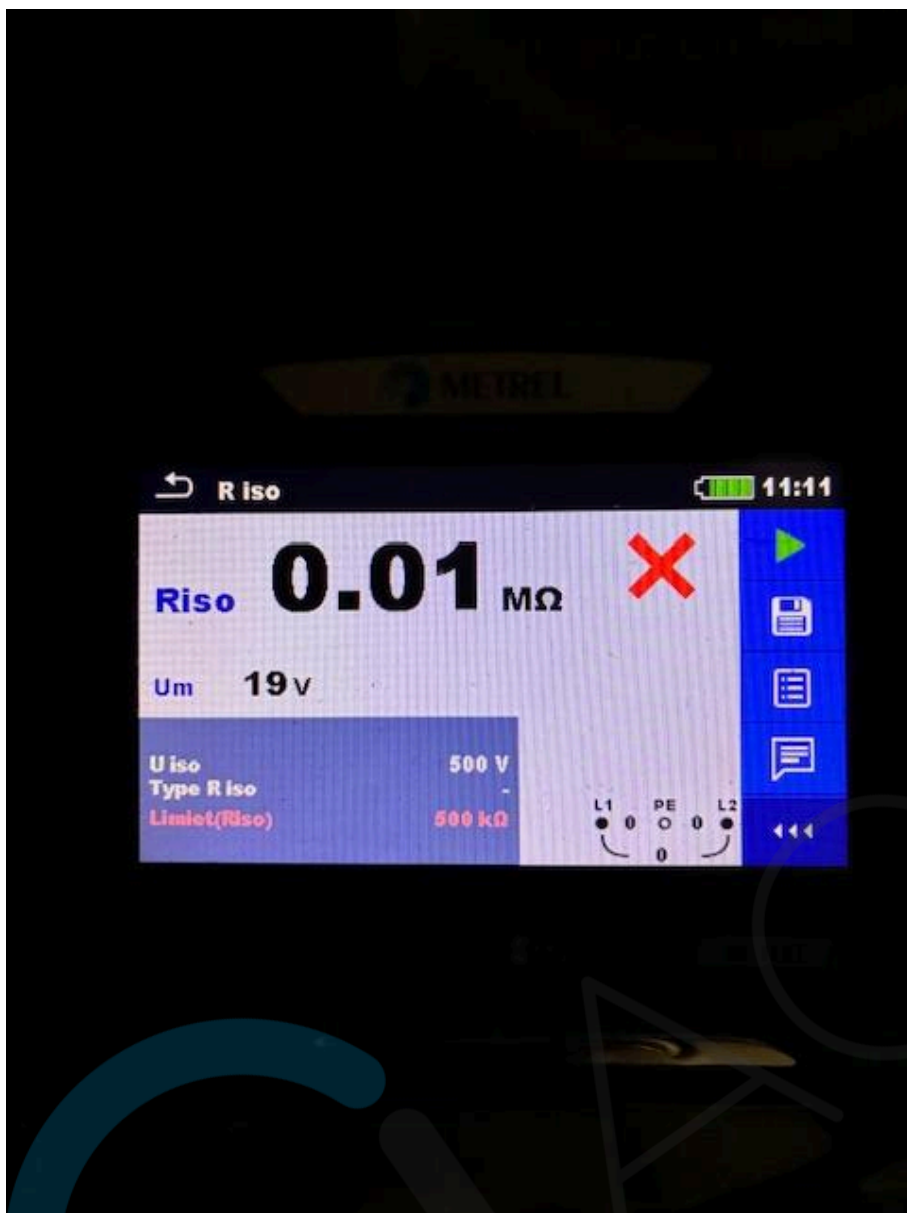 METREL
R iso 11:11
Riso 0.01 MΩ
Um 19 V
U iso 500 V
Type R iso -
Limiet(Riso) 500 kΩ
L1 PE L2
0 0
0